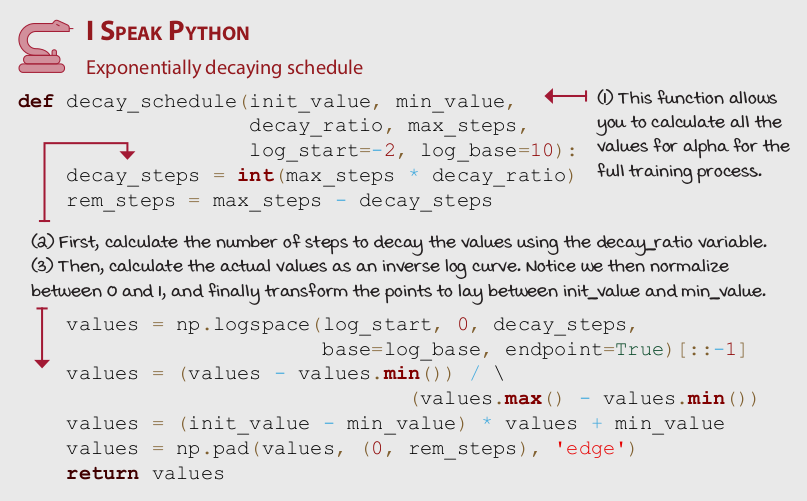 I Speak Python
Exponentially decaying schedule
def decay_schedule(init_value, min_value,
decay_ratio, max_steps,
log_start=-2, log_base=10):
decay_steps = int(max_steps * decay_ratio)
rem_steps = max_steps - decay_steps
(1) This function allows
you to calculate all the
values for alpha for the
full training process.
(2) First, calculate the number of steps to decay the values using the decay_ratio variable.
(3) Then, calculate the actual values as an inverse log curve. Notice we then normalize
between 0 and 1, and finally transform the points to lay between init_value and min_value.
values = np.logspace(log_start, 0, decay_steps,
base=log_base, endpoint=True)[::-1]
values = (values - values.min()) / \
(values.max() - values.min())
values = (init_value - min_value) * values + min_value
values = np.pad(values, (0, rem_steps), 'edge')
return values